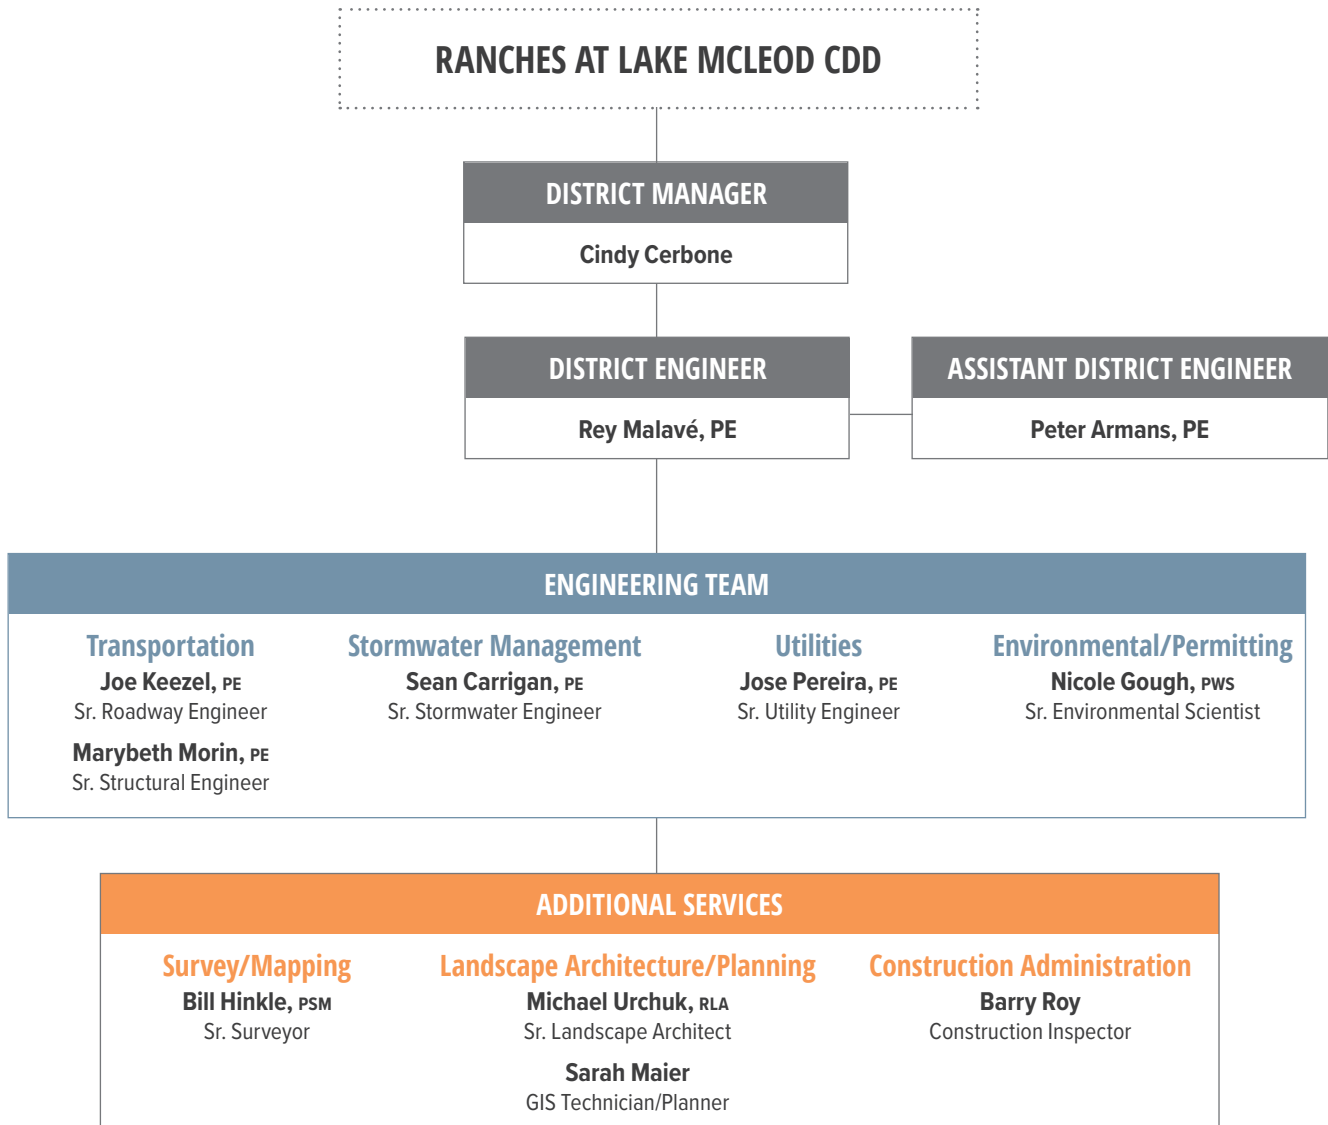 RANCHES AT LAKE MCLEOD CDD
DISTRICT MANAGER
Cindy Cerbone
DISTRICT ENGINEER
Rey Malavé, PE
ASSISTANT DISTRICT ENGINEER
Peter Armans, PE
ENGINEERING TEAM
Transportation
Joe Keezel, PE
Sr. Roadway Engineer
Marybeth Morin, PE
Sr. Structural Engineer
Stormwater Management
Sean Carrigan, PE
Sr. Stormwater Engineer
Utilities
Jose Pereira, PE
Sr. Utility Engineer
Environmental/Permitting
Nicole Gough, PWS
Sr. Environmental Scientist
ADDITIONAL SERVICES
Survey/Mapping
Bill Hinkle, PSM
Sr. Surveyor
Landscape Architecture/Planning
Michael Urchuk, RLA
Sr. Landscape Architect
Sarah Maier
GIS Technician/Planner
Construction Administration
Barry Roy
Construction Inspector